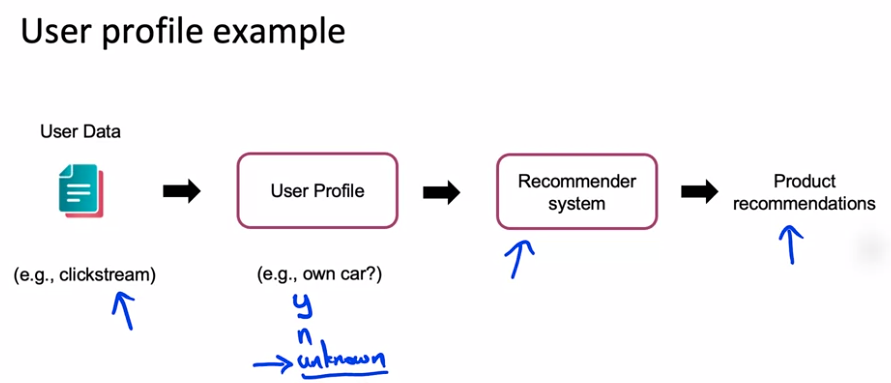 User profile example
User Data
User Profile
Recommender
system
Product
recommendations
(e.g., clickstream)
(e.g., own car?)
y
n
unknown